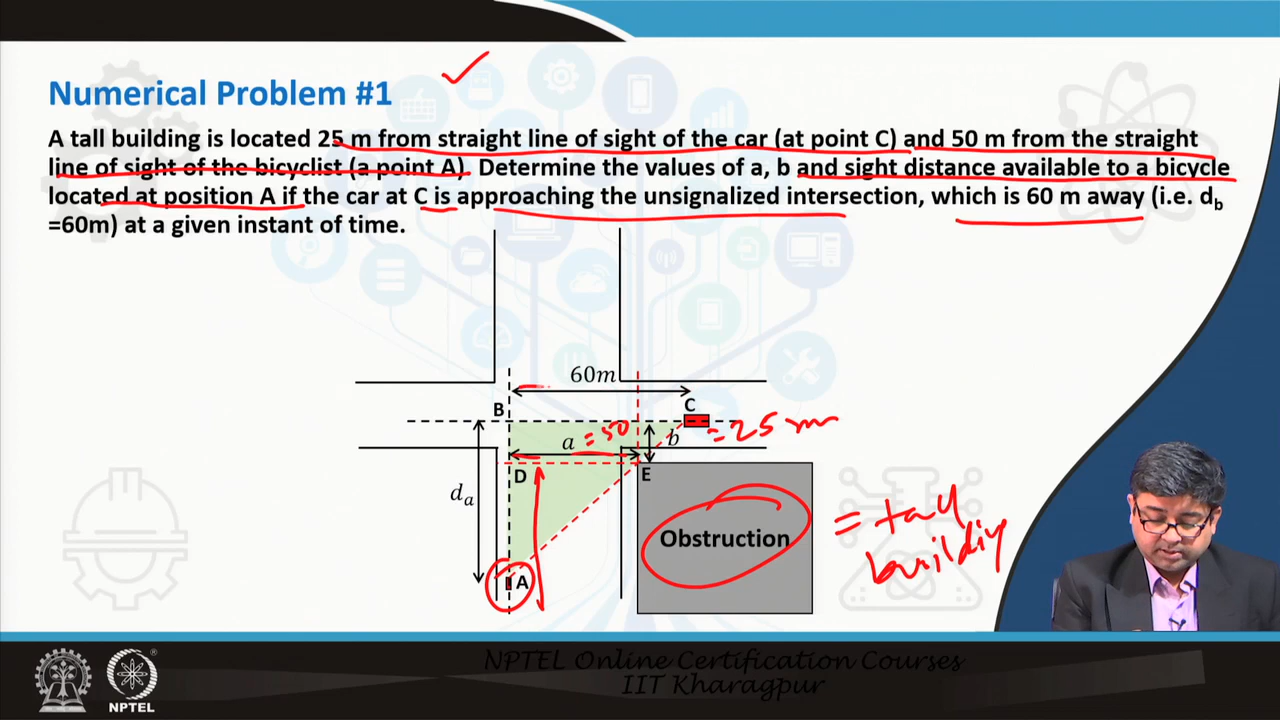 Numerical Problem #1
A tall building is located 25 m from straight line of sight of the car (at point C) and 50 m from the straight
line of sight of the bicyclist (a point A). Determine the values of a, b and sight distance available to a bicycle
located at position A if the car at C is approaching the unsignalized intersection, which is 60 m away (i.e. db
=60m) at a given instant of time.
60m
B
C
a = 50
b = 25 m
D
E
da
Obstruction
= tall
building
A
NPTEL Online Certification Courses
IIT Kharagpur
NPTEL